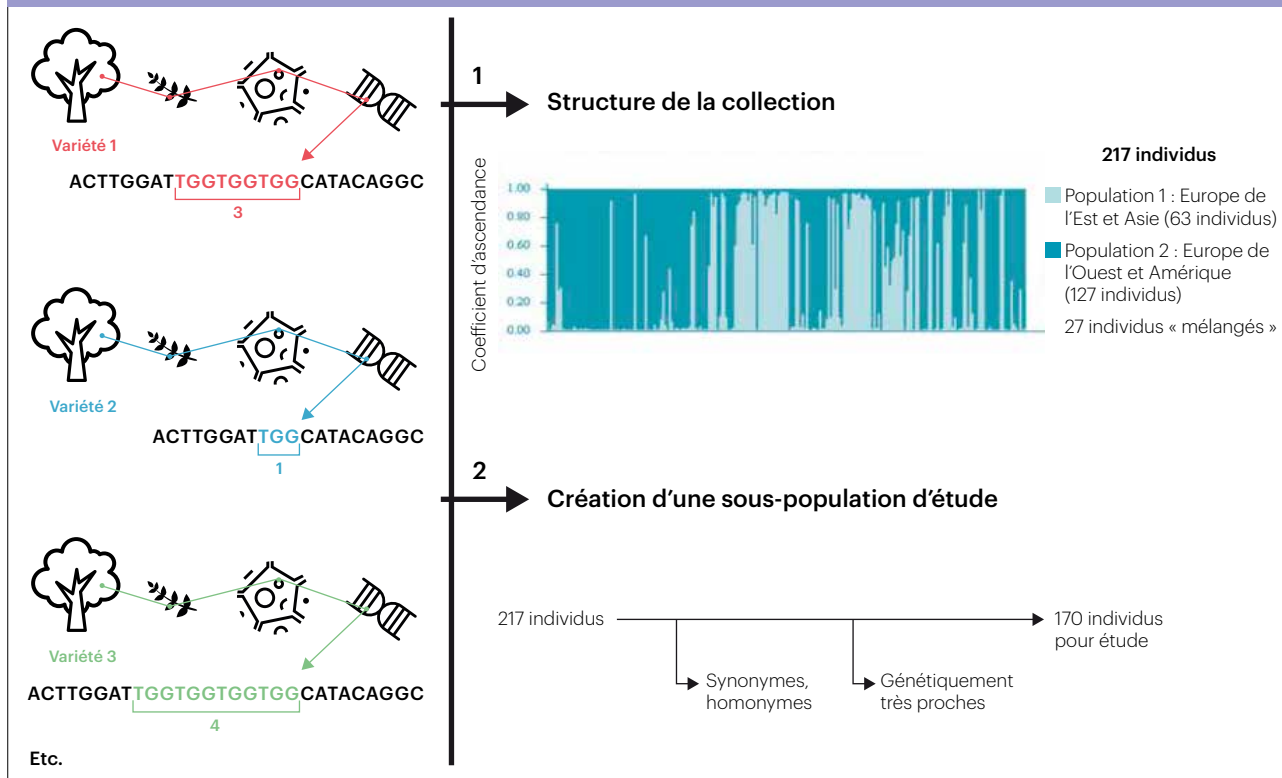 Variété 1
ACTTGGATTGGTGGTGGCATACAGGC
3
Variété 2
ACTTGGATTGGCATACAGGC
1
Variété 3
ACTTGGATTGGTGGTGGTGGCATACAGGC
4
Etc.
1
Structure de la collection
Coefficient d'ascendance
1.00
0.80
0.60
0.40
0.20
0.00
217 individus
Population 1 : Europe de
l'Est et Asie (63 individus)
Population 2 : Europe de
l'Ouest et Amérique
(127 individus)
27 individus « mélangés »
2
Création d'une sous-population d'étude
217 individus
Synonymes,
homonymes
Génétiquement
très proches
170 individus
pour étude